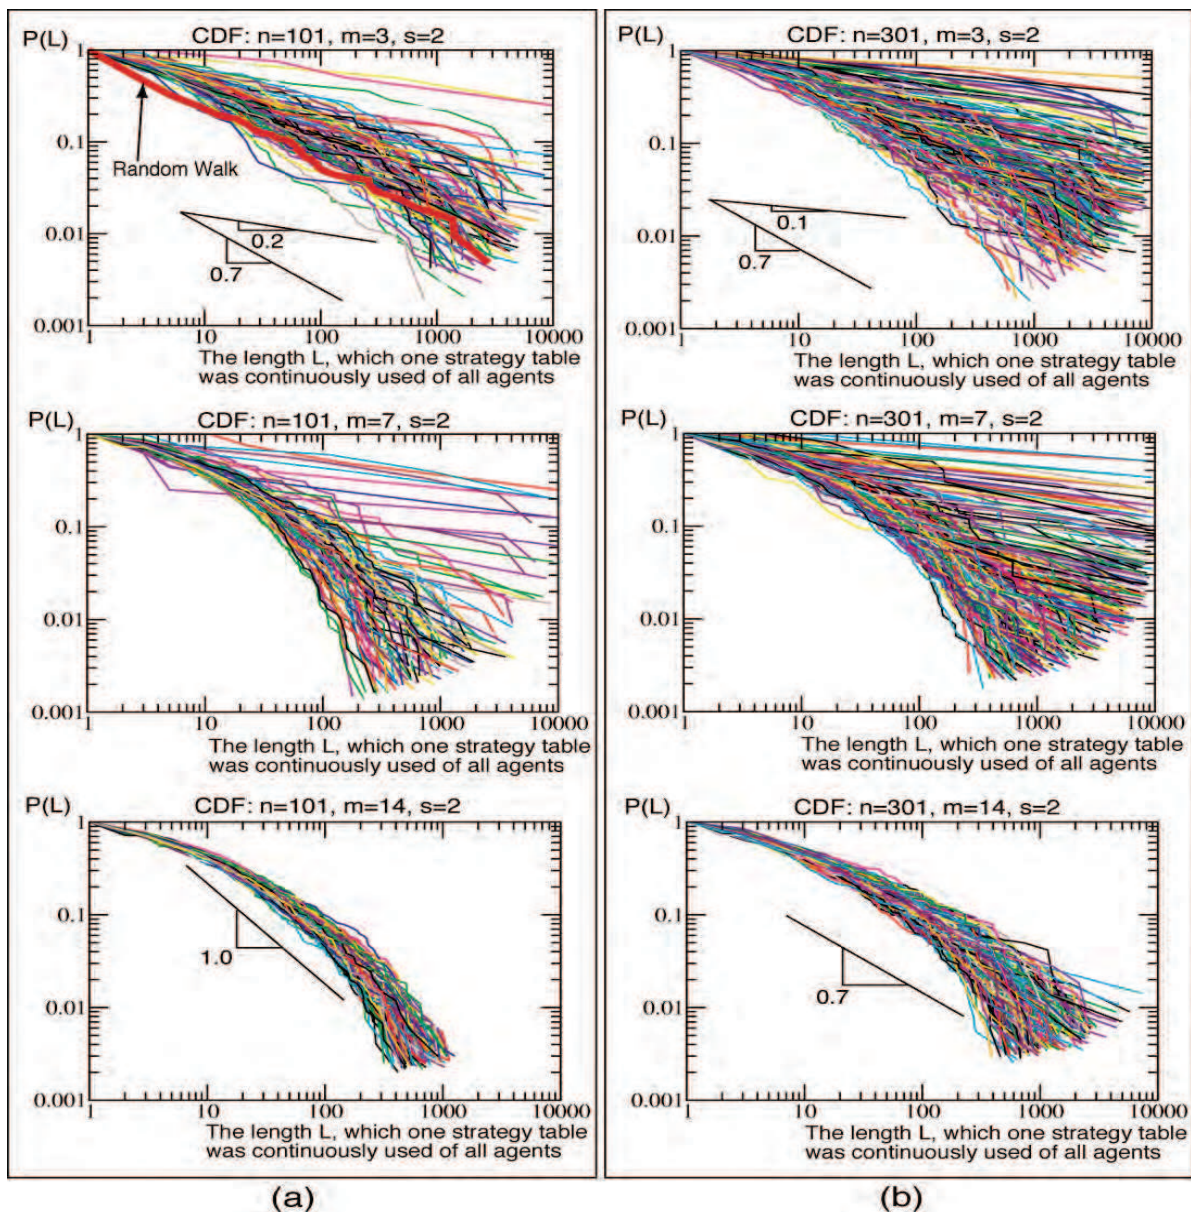 P(L)
CDF: n=101, m=3, s=2
1
0.1
0.01
0.001
Random Walk
0.2
0.7
1
10
100
1000
10000
The length L, which one strategy table
was continuously used of all agents
P(L)
CDF: n=101, m=7, s=2
1
0.1
0.01
0.001
1
10
100
1000
10000
The length L, which one strategy table
was continuously used of all agents
P(L)
CDF: n=101, m=14, s=2
1
0.1
0.01
0.001
1.0
1
10
100
1000
10000
The length L, which one strategy table
was continuously used of all agents
(a)
P(L)
CDF: n=301, m=3, s=2
1
0.1
0.01
0.001
0.1
0.7
1
10
100
1000
10000
The length L, which one strategy table
was continuously used of all agents
P(L)
CDF: n=301, m=7, s=2
1
0.1
0.01
0.001
1
10
100
1000
10000
The length L, which one strategy table
was continuously used of all agents
P(L)
CDF: n=301, m=14, s=2
1
0.1
0.01
0.001
0.7
1
10
100
1000
10000
The length L, which one strategy table
was continuously used of all agents
(b)